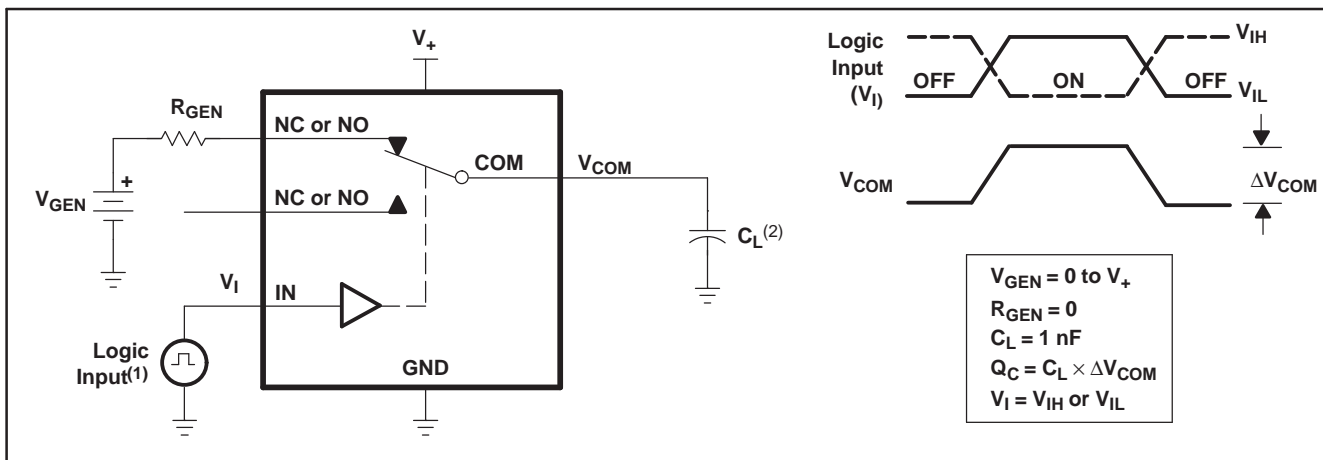 V+
RGEN
NC or NO
COM
VCOM
VGEN
+
NC or NO
CL(2)
VI
IN
Logic
Input(1)
GND
Logic
Input
(VI)
VIH
OFF
ON
OFF
VIL
VCOM
ΔVCOM
VGEN = 0 to V+
RGEN = 0
CL = 1 nF
QC = CL × ΔVCOM
VI = VIH or VIL